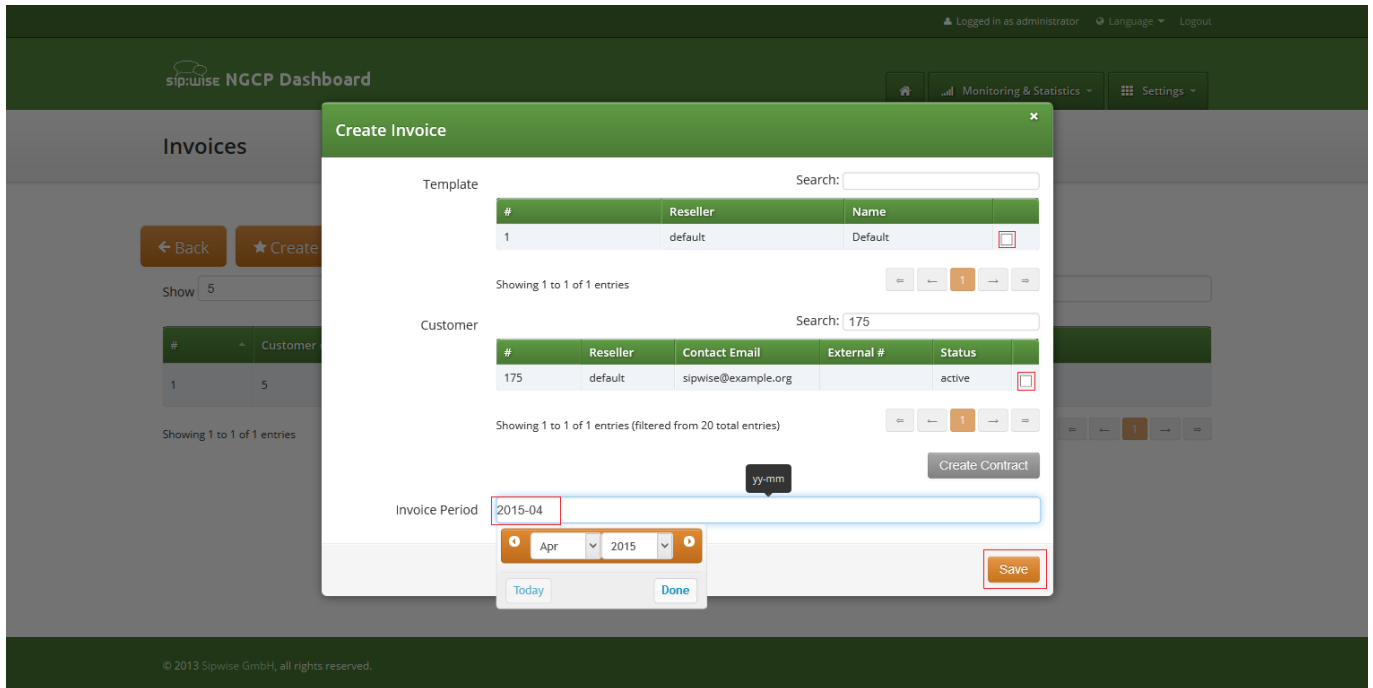 Logged in as administrator Language Logout
sip:wise NGCP Dashboard
Monitoring & Statistics Settings
Create Invoice ×
Invoices
Template Search:
# Reseller Name
1 default Default
Back Create
Showing 1 to 1 of 1 entries ⇐ ← 1 → ⇒
Show 5
Customer Search: 175
# Customer
# Reseller Contact Email External # Status
175 default sipwise@example.org active
1 5
Showing 1 to 1 of 1 entries (filtered from 20 total entries) ⇐ ← 1 → ⇒
Showing 1 to 1 of 1 entries ⇐ ← 1 → ⇒
Create Contract
yy-mm
Invoice Period 2015-04
Apr 2015
Save
Today Done
© 2013 Sipwise GmbH, all rights reserved.